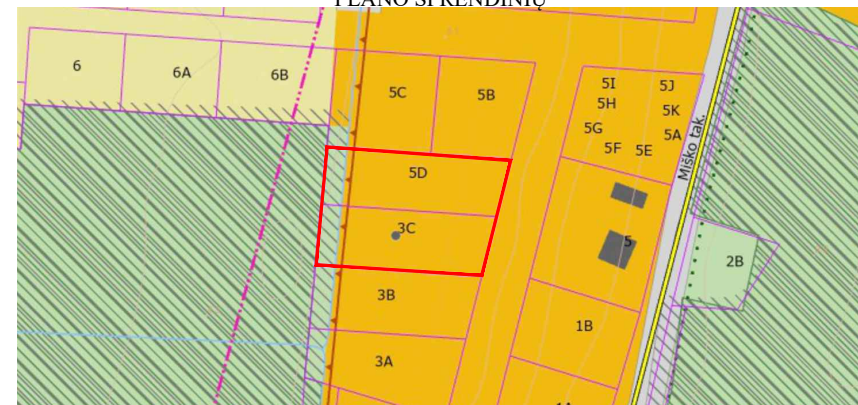 PLANO SPRENDINIŲ
6
6A
6B
5C
5B
5I
5J
5H
5K
5G
5A
5F
5E
Miško tak.
5D
3C
5
2B
3B
1B
3A